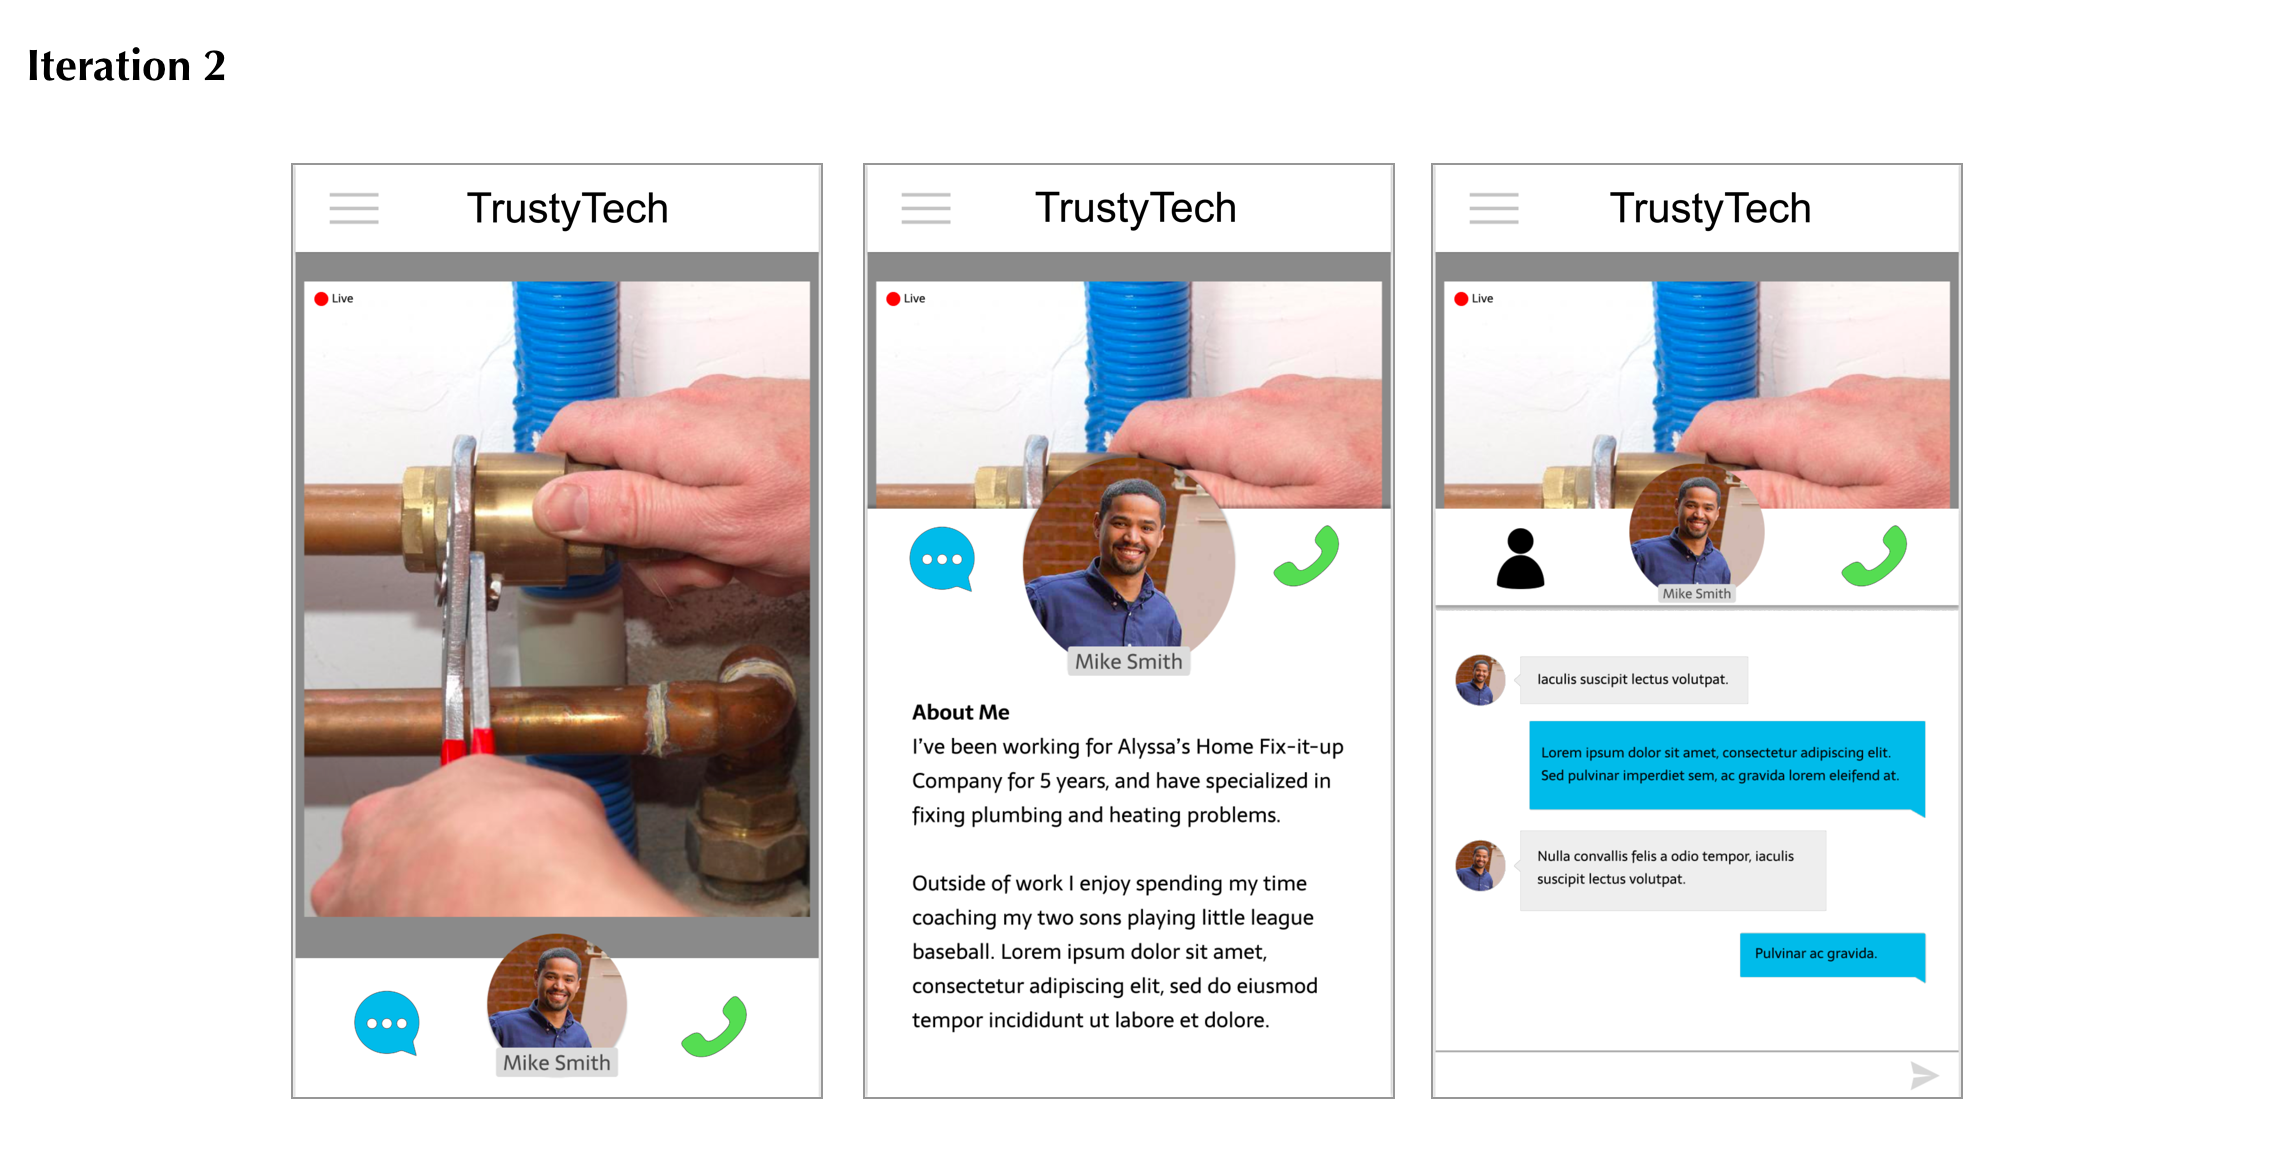 Iteration 2
TrustyTech
Live
Mike Smith
TrustyTech
Live
Mike Smith
About Me
I've been working for Alyssa's Home Fix-it-up
Company for 5 years, and have specialized in
fixing plumbing and heating problems.
Outside of work I enjoy spending my time
coaching my two sons playing little league
baseball. Lorem ipsum dolor sit amet,
consectetur adipiscing elit, sed do eiusmod
tempor incididunt ut labore et dolore.
TrustyTech
Live
Mike Smith
Iaculis suscipit lectus volutpat.
Lorem ipsum dolor sit amet, consectetur adipiscing elit.
Sed pulvinar imperdiet sem, ac gravida lorem eleifend at.
Nulla convallis felis a odio tempor, iaculis
suscipit lectus volutpat.
Pulvinar ac gravida.